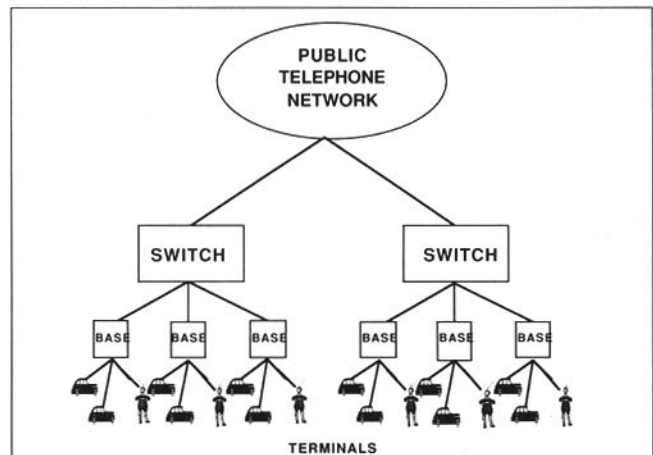 PUBLIC
TELEPHONE
NETWORK
SWITCH
SWITCH
BASE
BASE
BASE
BASE
BASE
BASE
TERMINALS